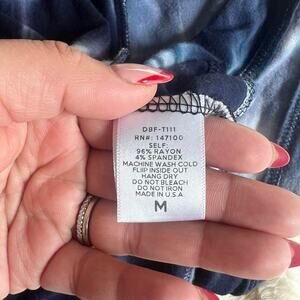 DBF-T111
RN#: 147100
SELF:
96% RAYON
4% SPANDEX
MACHINE WASH COLD
FLIP INSIDE OUT
HANG DRY
DO NOT BLEACH
DO NOT IRON
MADE IN U.S.A
M